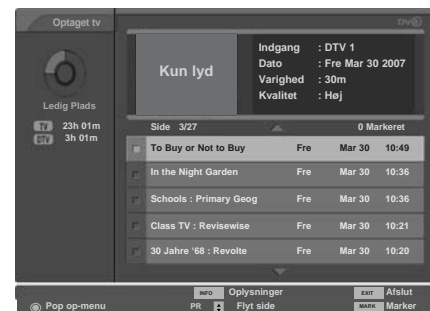 Optaget tv
DV
Kun lyd
Indgang : DTV 1
Dato : Fre Mar 30 2007
Varighed : 30m
Kvalitet : Høj
Ledig Plads
TV 23h 01m
DTV 3h 01m
Side 3/27 0 Markeret
To Buy or Not to Buy Fre Mar 30 10:49
In the Night Garden Fre Mar 30 10:36
Schools : Primary Geog Fre Mar 30 10:36
Class TV : Revisewise Fre Mar 30 10:21
30 Jahre '68 : Revolte Fre Mar 30 10:20
INFO Oplysninger EXIT Afslut
Pop op-menu PR Flyt side MARK Marker